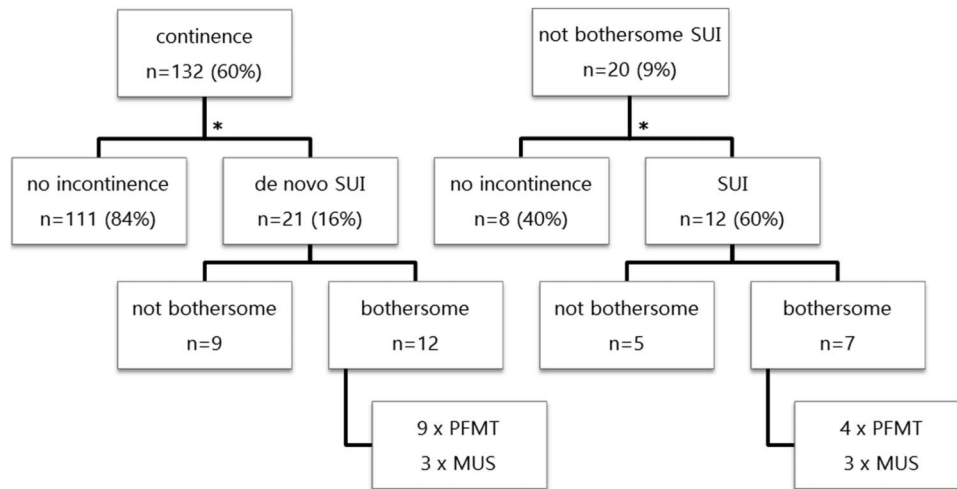 continence
n=132 (60%)
not bothersome SUI
n=20 (9%)
*
*
no incontinence
n=111 (84%)
de novo SUI
n=21 (16%)
no incontinence
n=8 (40%)
SUI
n=12 (60%)
not bothersome
n=9
bothersome
n=12
not bothersome
n=5
bothersome
n=7
9 x PFMT
3 x MUS
4 x PFMT
3 x MUS